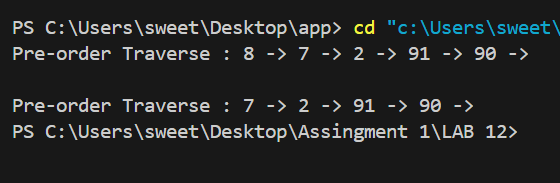 PS C:\Users\sweet\Desktop\app> cd "c:\Users\sweet\
Pre-order Traverse : 8 -> 7 -> 2 -> 91 -> 90 ->
Pre-order Traverse : 7 -> 2 -> 91 -> 90 ->
PS C:\Users\sweet\Desktop\Assingment 1\LAB 12>